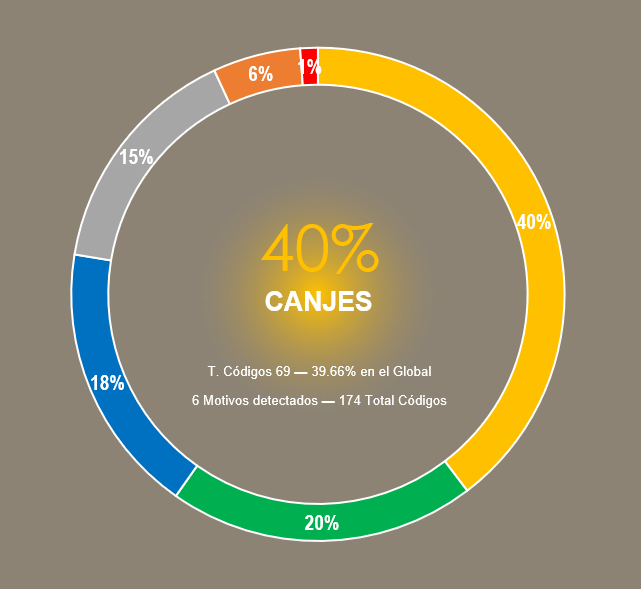 1%
6%
15%
40%
40%
CANJES
T. Códigos 69 — 39.66% en el Global
18%
6 Motivos detectados — 174 Total Códigos
20%